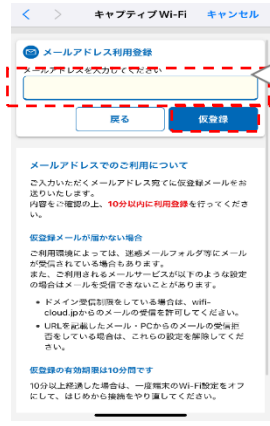 < > キャプティブWi-Fi キャンセル
メールアドレス利用登録
メールアドレスを入力してください
戻る 仮登録
メールアドレスでのご利用について
ご入力いただくメールアドレス宛てに仮登録メールをお
送りいたします。
内容をご確認の上、10分以内に利用登録を行ってくださ
い。
仮登録メールが届かない場合
ご利用環境によっては、迷惑メールフォルダ等にメール
が受信されている場合もあります。
また、ご利用されるメールサービスが以下のような設定
の場合はメールを受信できないことがあります。
• ドメイン受信制限をしている場合は、wifi-
cloud.jpからのメールの受信を許可してください。
• URLを記載したメール・PCからのメールの受信拒
否をしている場合は、これらの設定を解除してくだ
さい。
仮登録の有効期限は10分間です
10分以上経過した場合は、一度端末のWi-Fi設定をオフ
にして、はじめから接続をやり直してください。